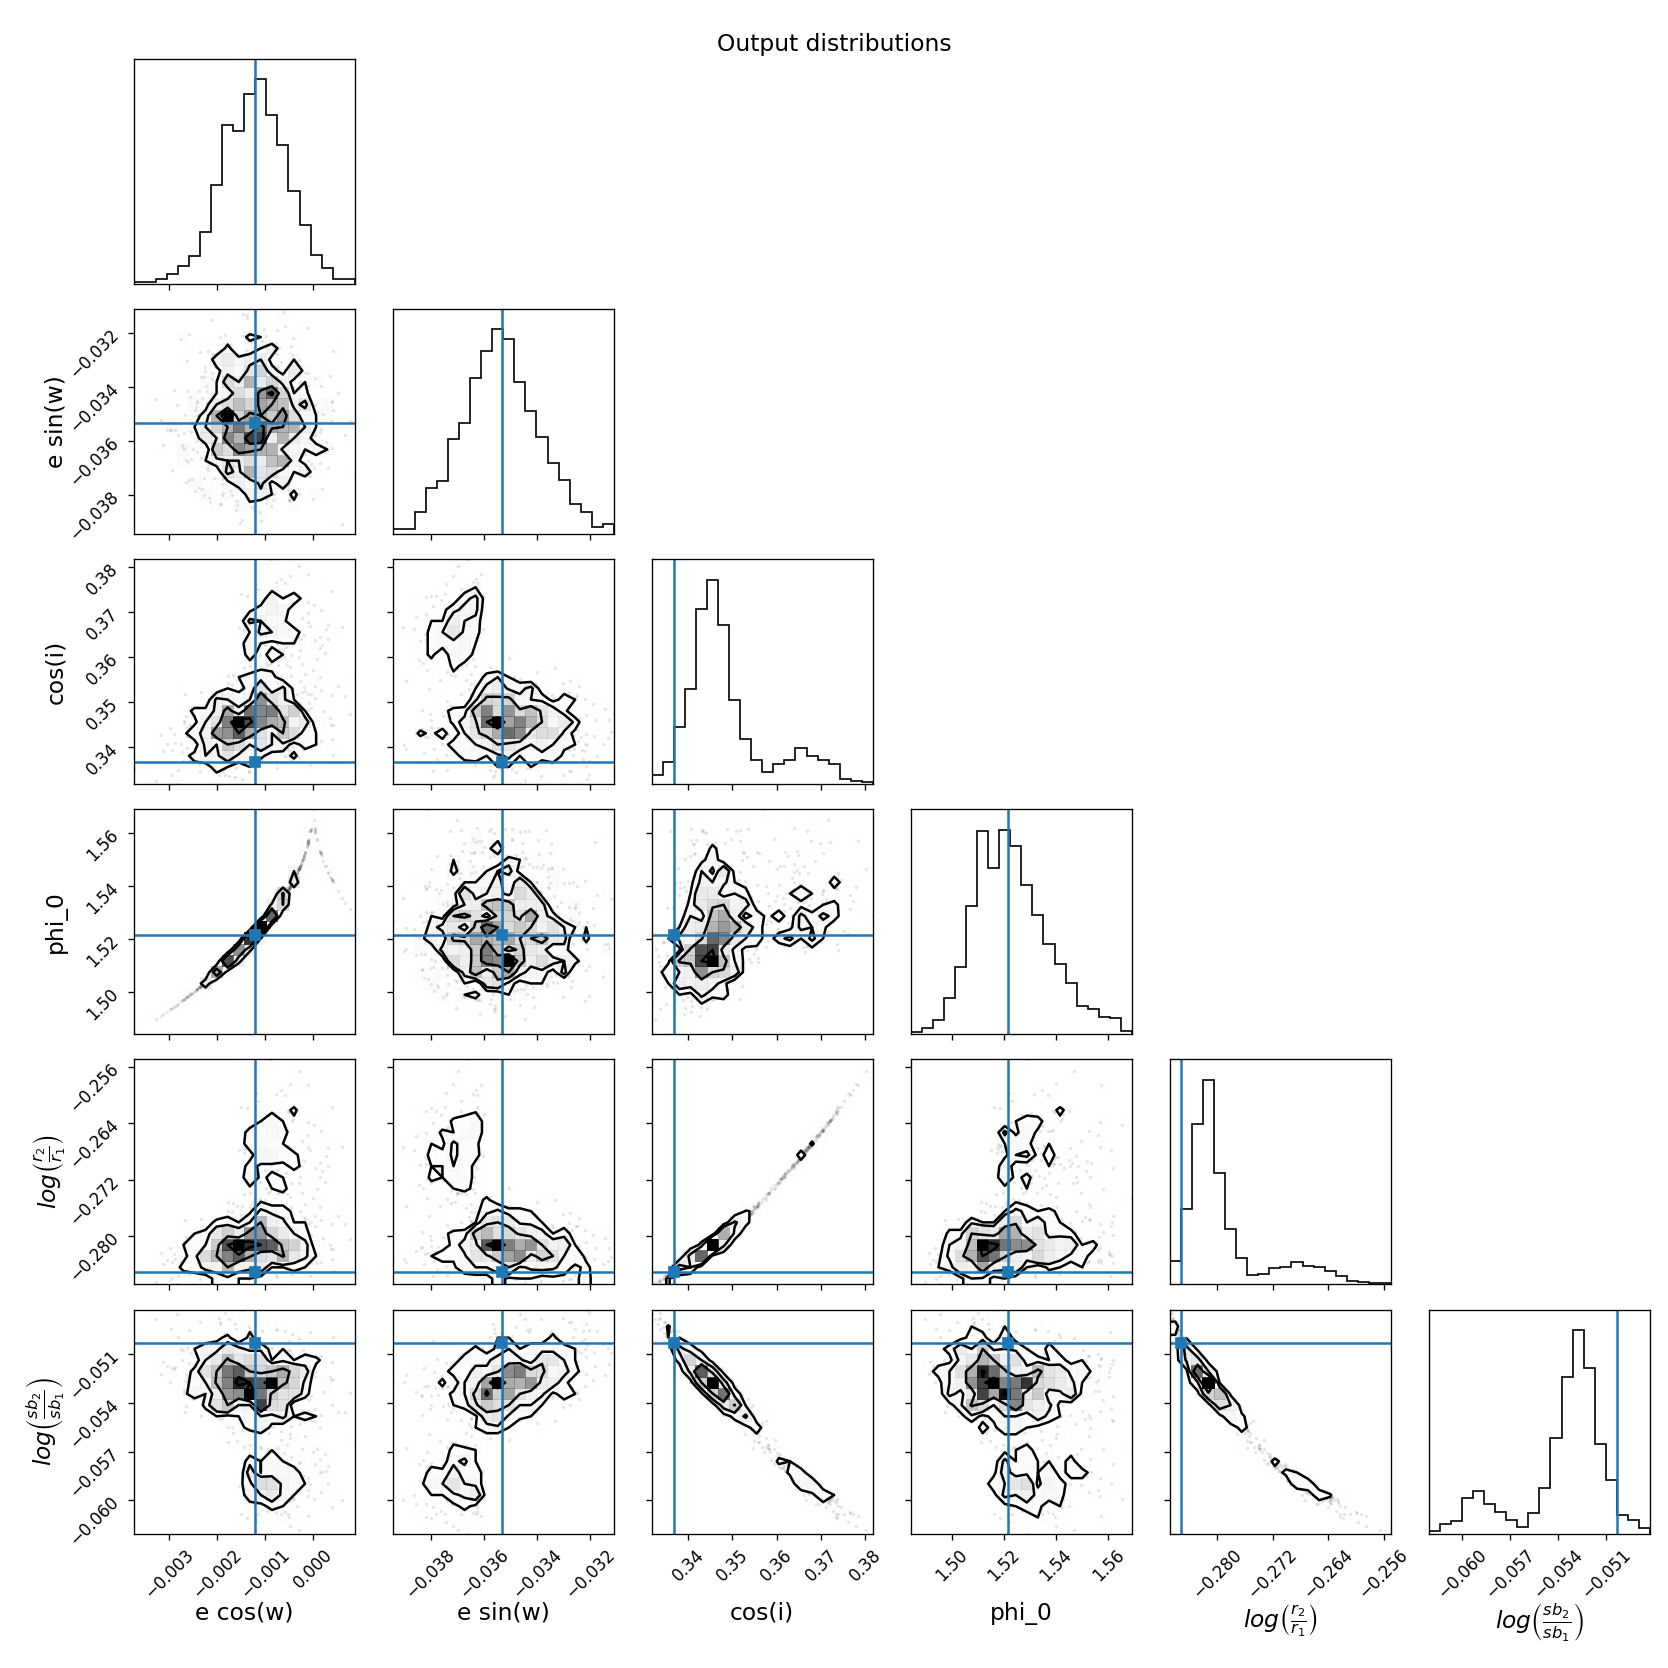 Output distributions
e sin(w)
−0.032
−0.034
−0.036
−0.038
cos(i)
0.38
0.37
0.36
0.35
0.34
phi_0
1.56
1.54
1.52
1.50
log(r₂/r₁)
−0.256
−0.264
−0.272
−0.280
log(sb₂/sb₁)
−0.051
−0.054
−0.057
−0.060
−0.003 −0.002 −0.001 0.000
−0.038 −0.036 −0.034 −0.032
0.34 0.35 0.36 0.37 0.38
1.50 1.52 1.54 1.56
−0.280 −0.272 −0.264 −0.256
−0.060 −0.057 −0.054 −0.051
e cos(w) e sin(w) cos(i) phi_0 log(r₂/r₁) log(sb₂/sb₁)